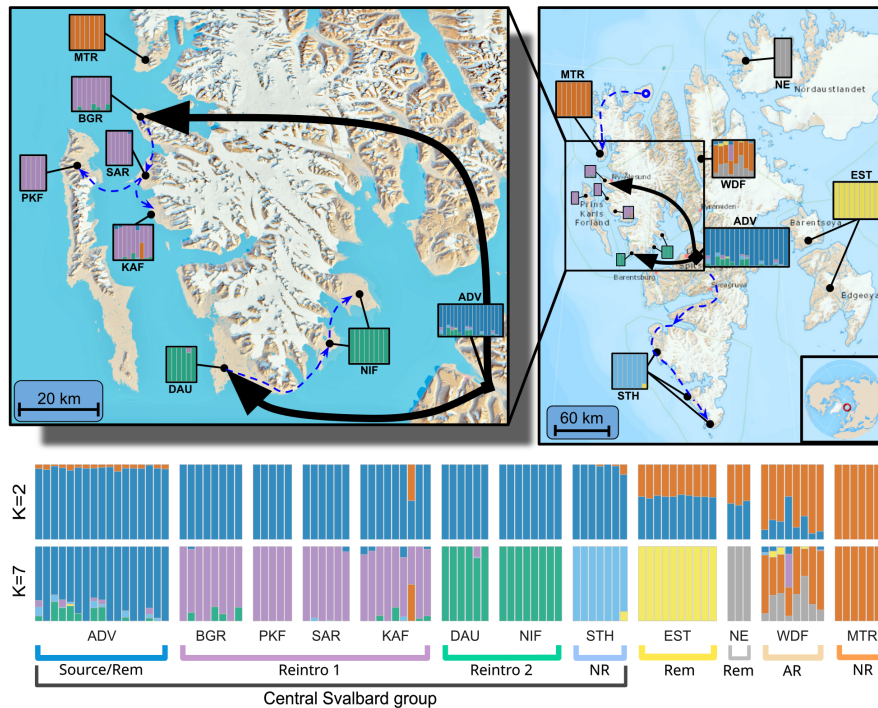 MTR
BGR
SAR
PKF
KAF
ADV
DAU
NIF
20 km
MTR
NE
Nordaustlandet
WDF
EST
Ny-Ålesund
Prins
Karls
Forland
ADV
Barentsøya
Barentsburg
Edgeøya
STH
60 km
K=2
K=7
ADV
BGR
PKF
SAR
KAF
DAU
NIF
STH
EST
NE
WDF
MTR
Source/Rem
Reintro 1
Reintro 2
NR
Rem
Rem
AR
NR
Central Svalbard group